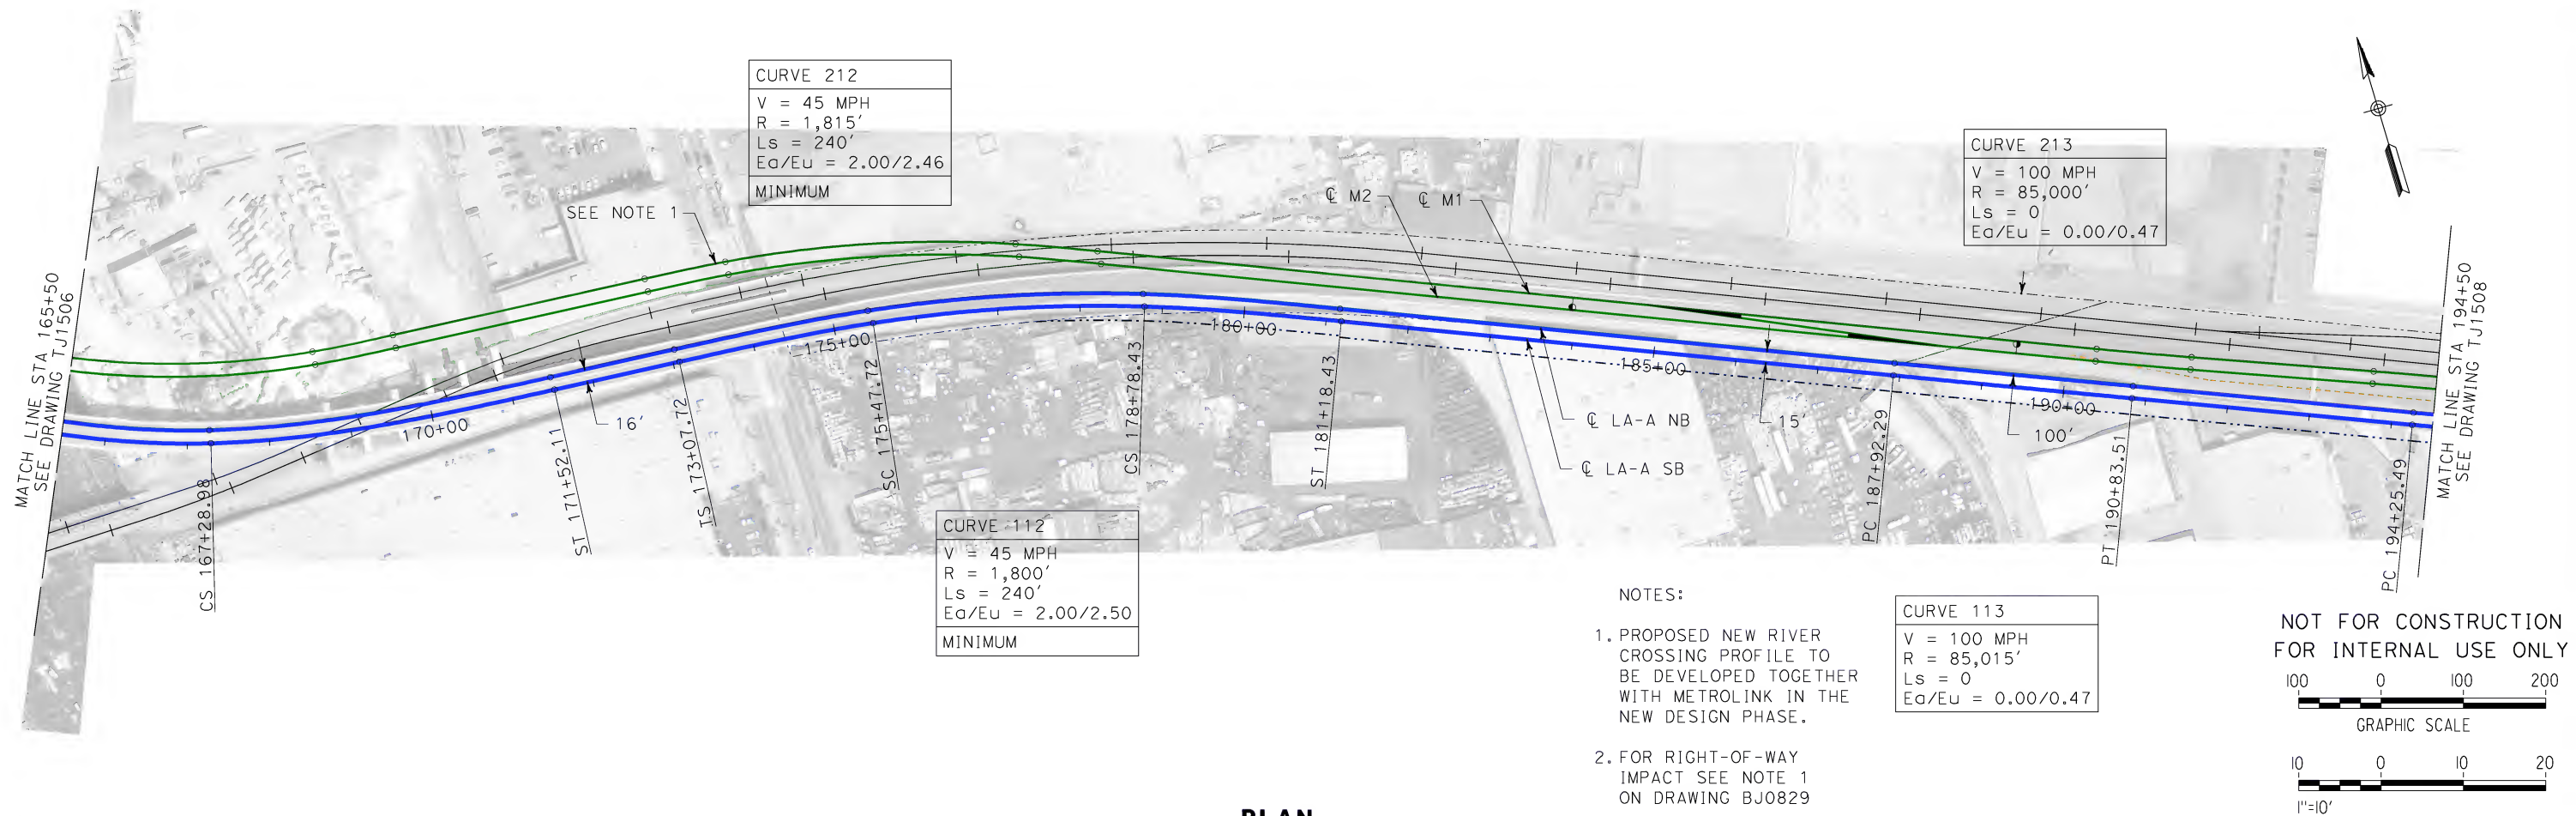 CURVE 212
V = 45 MPH
R = 1,815'
Ls = 240'
Ea/Eu = 2.00/2.46
MINIMUM
SEE NOTE 1
℄ M2
℄ M1
CURVE 213
V = 100 MPH
R = 85,000'
Ls = 0
Ea/Eu = 0.00/0.47
MATCH LINE STA 165+50
SEE DRAWING TJ1506
MATCH LINE STA 194+50
SEE DRAWING TJ1508
170+00
175+00
180+00
185+00
190+00
16'
15'
100'
℄ LA-A NB
℄ LA-A SB
CS 167+28.98
ST 171+52.11
TS 173+07.72
SC 175+47.72
CS 178+78.43
ST 181+18.43
PC 187+92.29
PT 190+83.51
PC 194+25.49
CURVE 112
V = 45 MPH
R = 1,800'
Ls = 240'
Ea/Eu = 2.00/2.50
MINIMUM
NOTES:
1. PROPOSED NEW RIVER
CROSSING PROFILE TO
BE DEVELOPED TOGETHER
WITH METROLINK IN THE
NEW DESIGN PHASE.
2. FOR RIGHT-OF-WAY
IMPACT SEE NOTE 1
ON DRAWING BJ0829
CURVE 113
V = 100 MPH
R = 85,015'
Ls = 0
Ea/Eu = 0.00/0.47
NOT FOR CONSTRUCTION
FOR INTERNAL USE ONLY
100 0 100 200
GRAPHIC SCALE
10 0 10 20
1"=10'
PLAN